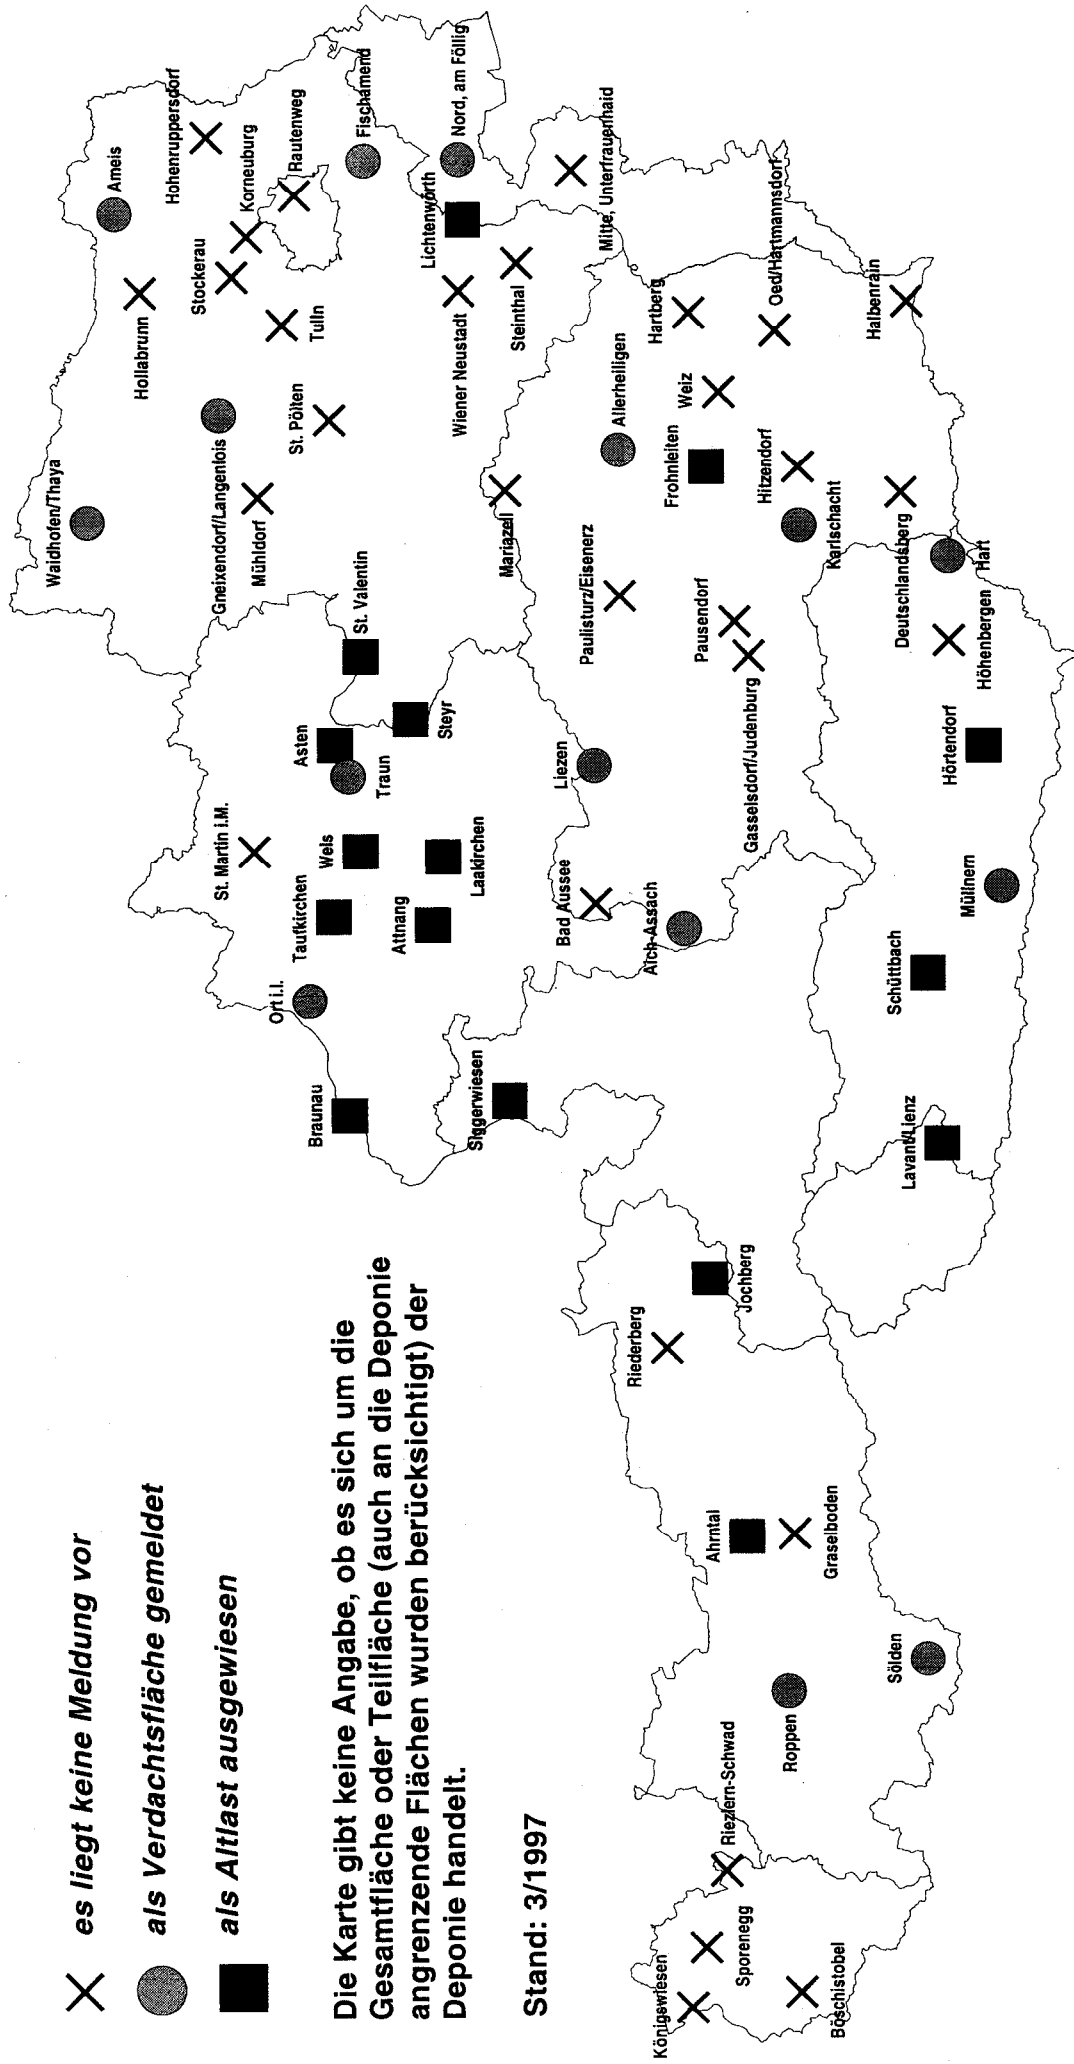 es liegt keine Meldung vor
als Verdachtsfläche gemeldet
als Altlast ausgewiesen
Die Karte gibt keine Angabe, ob es sich um die
Gesamtfläche oder Teilfläche (auch an die Deponie
angrenzende Flächen wurden berücksichtigt) der
Deponie handelt.
Stand: 3/1997
Waidhofen/Thaya
Ameis
Hollabrunn
Hohenruppersdorf
Stockerau
Korneuburg
Rautenweg
Gneixendorf/Langenlois
Mühldorf
Tulln
St. Pölten
Fischamend
Nord, am Föllig
Lichtenwörth
Wiener Neustadt
Steinthal
Mitte, Unterfrauenhaid
St. Valentin
Steyr
Asten
Traun
St. Martin i.M.
Wels
Laakirchen
Taufkirchen
Attnang
Ort i.I.
Braunau
Siggerwiesen
Mariazell
Paulisturz/Eisenerz
Allerheiligen
Hartberg
Oed/Hartmannsdorf
Halbenrain
Weiz
Frohnleiten
Hitzendorf
Karlschacht
Deutschlandsberg
Hart
Höhenbergen
Pausendorf
Gasselsdorf/Judenburg
Liezen
Bad Aussee
Aich-Assach
Hörtendorf
Müllnern
Schüttbach
Lavant/Lienz
Jochberg
Riederberg
Ahrntal
Graselboden
Sölden
Roppen
Riezlern-Schwad
Sporenegg
Königswiesen
Böschistobel